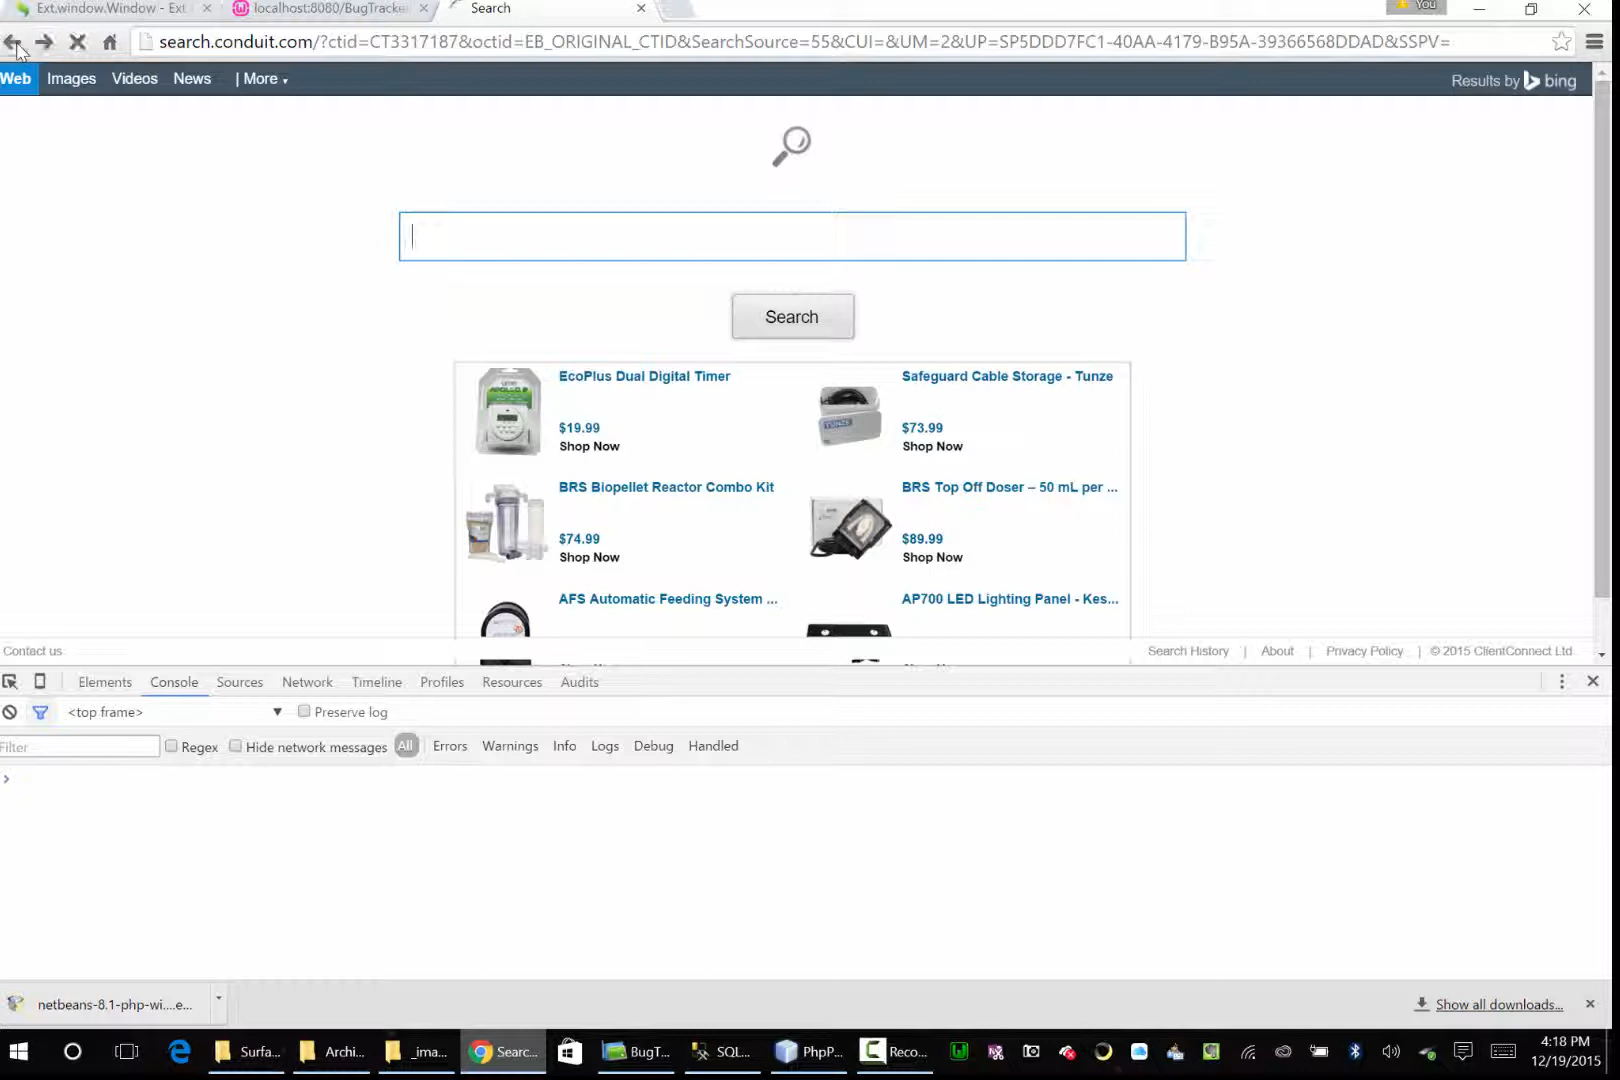 Ext.window.Window - Ext
localhost:8080/BugTracke
Search
You
search.conduit.com/?ctid=CT3317187&octid=EB_ORIGINAL_CTID&SearchSource=55&CUI=&UM=2&UP=SP5DDD7FC1-40AA-4179-B95A-39366568DDAD&SSPV=
Web Images Videos News | More
Results by bing
Search
EcoPlus Dual Digital Timer
$19.99
Shop Now
Safeguard Cable Storage - Tunze
$73.99
Shop Now
TUNZE
BRS Biopellet Reactor Combo Kit
$74.99
Shop Now
BRS Top Off Doser – 50 mL per ...
$89.99
Shop Now
AFS Automatic Feeding System ...
AP700 LED Lighting Panel - Kes...
Contact us
Search History | About | Privacy Policy | © 2015 ClientConnect Ltd
Elements Console Sources Network Timeline Profiles Resources Audits
<top frame> Preserve log
Filter Regex Hide network messages All Errors Warnings Info Logs Debug Handled
netbeans-8.1-php-wi....e...
Show all downloads...
Surfa... Archi... _ima... Searc... BugT... SQL... PhpP... Reco...
4:18 PM
12/19/2015